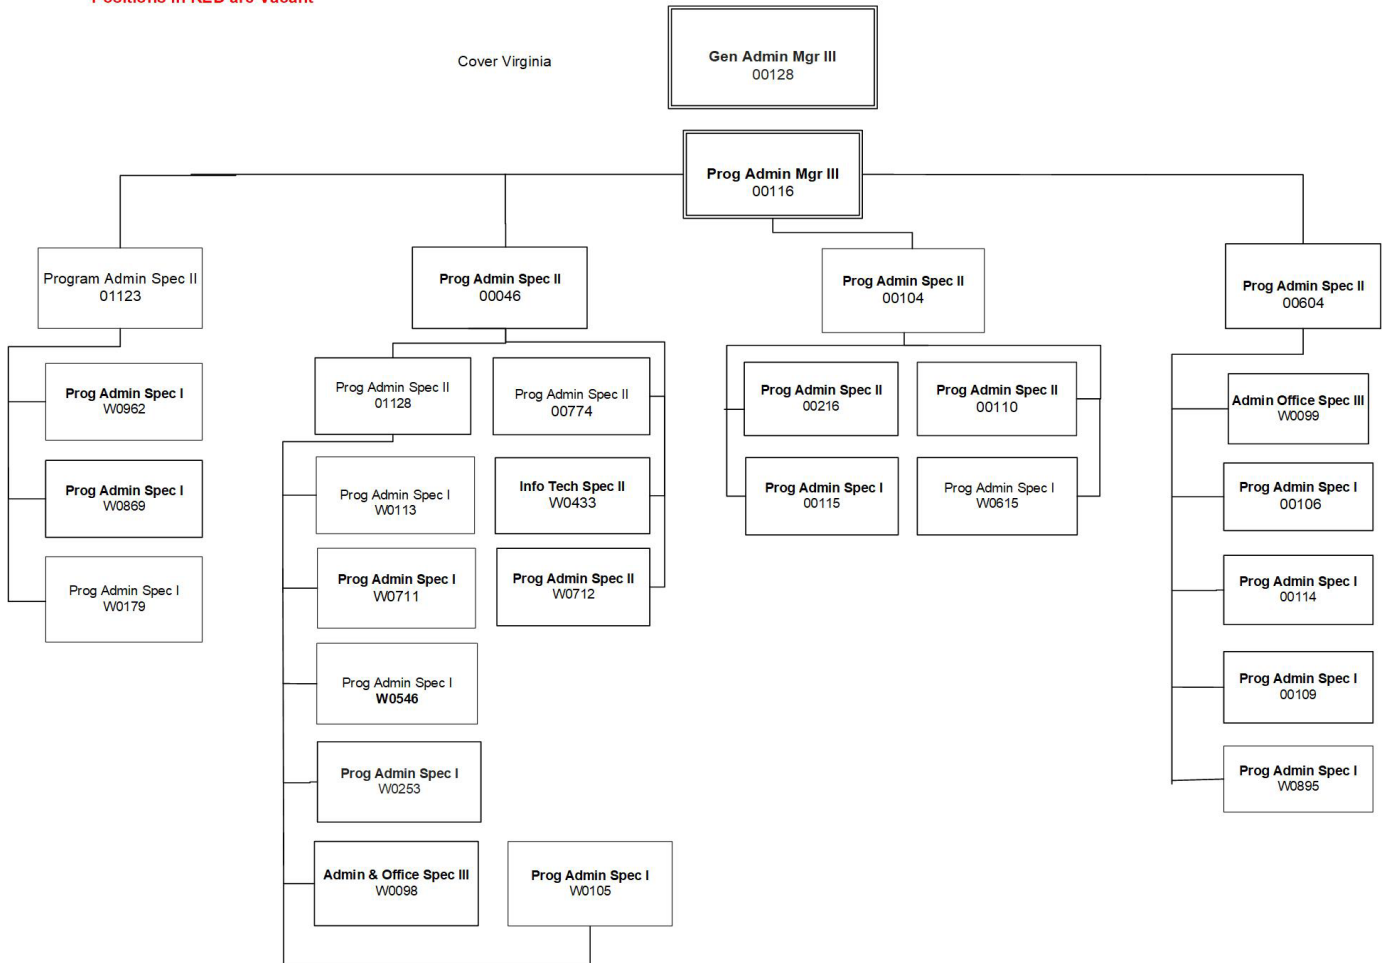 Positions in RED are Vacant
Cover Virginia
Gen Admin Mgr III
00128
Prog Admin Mgr III
00116
Program Admin Spec II
01123
Prog Admin Spec II
00046
Prog Admin Spec II
00104
Prog Admin Spec II
00604
Prog Admin Spec I
W0962
Prog Admin Spec I
W0869
Prog Admin Spec I
W0179
Prog Admin Spec II
01128
Prog Admin Spec II
00774
Prog Admin Spec I
W0113
Info Tech Spec II
W0433
Prog Admin Spec I
W0711
Prog Admin Spec II
W0712
Prog Admin Spec I
W0546
Prog Admin Spec I
W0253
Admin & Office Spec III
W0098
Prog Admin Spec I
W0105
Prog Admin Spec II
00216
Prog Admin Spec II
00110
Prog Admin Spec I
00115
Prog Admin Spec I
W0615
Admin Office Spec III
W0099
Prog Admin Spec I
00106
Prog Admin Spec I
00114
Prog Admin Spec I
00109
Prog Admin Spec I
W0895